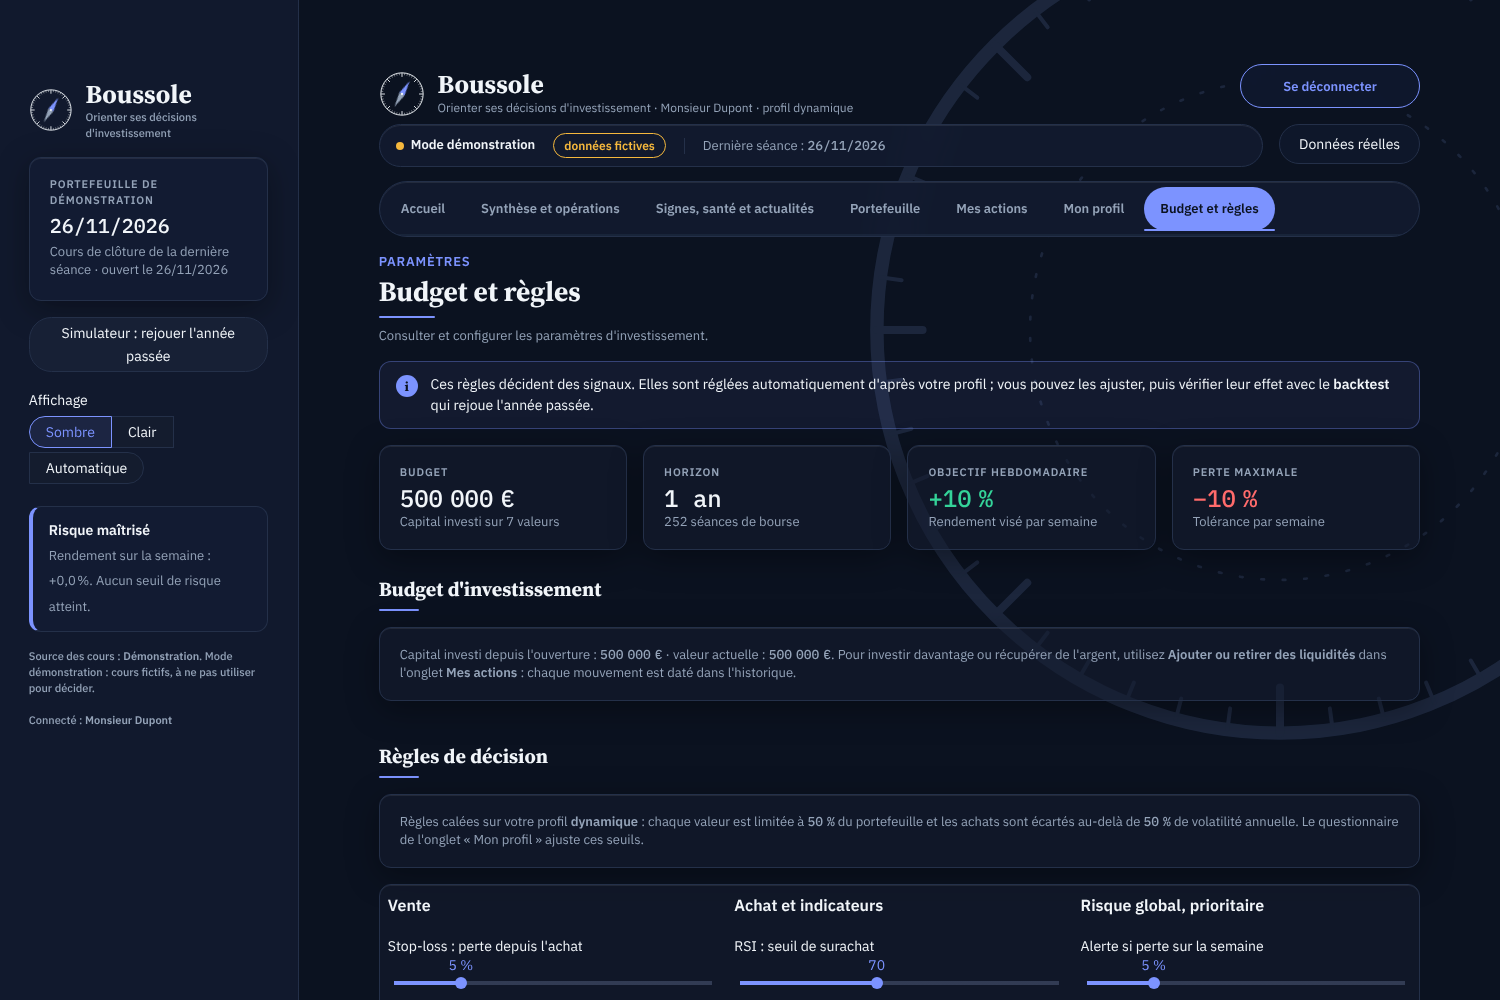 Boussole
Orienter ses décisions
d'investissement
PORTEFEUILLE DE
DÉMONSTRATION
26/11/2026
Cours de clôture de la dernière
séance · ouvert le 26/11/2026
Simulateur : rejouer l'année
passée
Affichage
Sombre
Clair
Automatique
Risque maîtrisé
Rendement sur la semaine :
+0,0 %. Aucun seuil de risque
atteint.
Source des cours : Démonstration. Mode
démonstration : cours fictifs, à ne pas utiliser
pour décider.
Connecté : Monsieur Dupont
Boussole
Orienter ses décisions d'investissement · Monsieur Dupont · profil dynamique
Se déconnecter
Mode démonstration
données fictives
Dernière séance : 26/11/2026
Données réelles
Accueil
Synthèse et opérations
Signes, santé et actualités
Portefeuille
Mes actions
Mon profil
Budget et règles
PARAMÈTRES
Budget et règles
Consulter et configurer les paramètres d'investissement.
i
Ces règles décident des signaux. Elles sont réglées automatiquement d'après votre profil ; vous pouvez les ajuster, puis vérifier leur effet avec le backtest
qui rejoue l'année passée.
BUDGET
500 000 €
Capital investi sur 7 valeurs
HORIZON
1 an
252 séances de bourse
OBJECTIF HEBDOMADAIRE
+10 %
Rendement visé par semaine
PERTE MAXIMALE
−10 %
Tolérance par semaine
Budget d'investissement
Capital investi depuis l'ouverture : 500 000 € · valeur actuelle : 500 000 €. Pour investir davantage ou récupérer de l'argent, utilisez Ajouter ou retirer des liquidités dans
l'onglet Mes actions : chaque mouvement est daté dans l'historique.
Règles de décision
Règles calées sur votre profil dynamique : chaque valeur est limitée à 50 % du portefeuille et les achats sont écartés au-delà de 50 % de volatilité annuelle. Le questionnaire
de l'onglet « Mon profil » ajuste ces seuils.
Vente
Stop-loss : perte depuis l'achat
5 %
Achat et indicateurs
RSI : seuil de surachat
70
Risque global, prioritaire
Alerte si perte sur la semaine
5 %